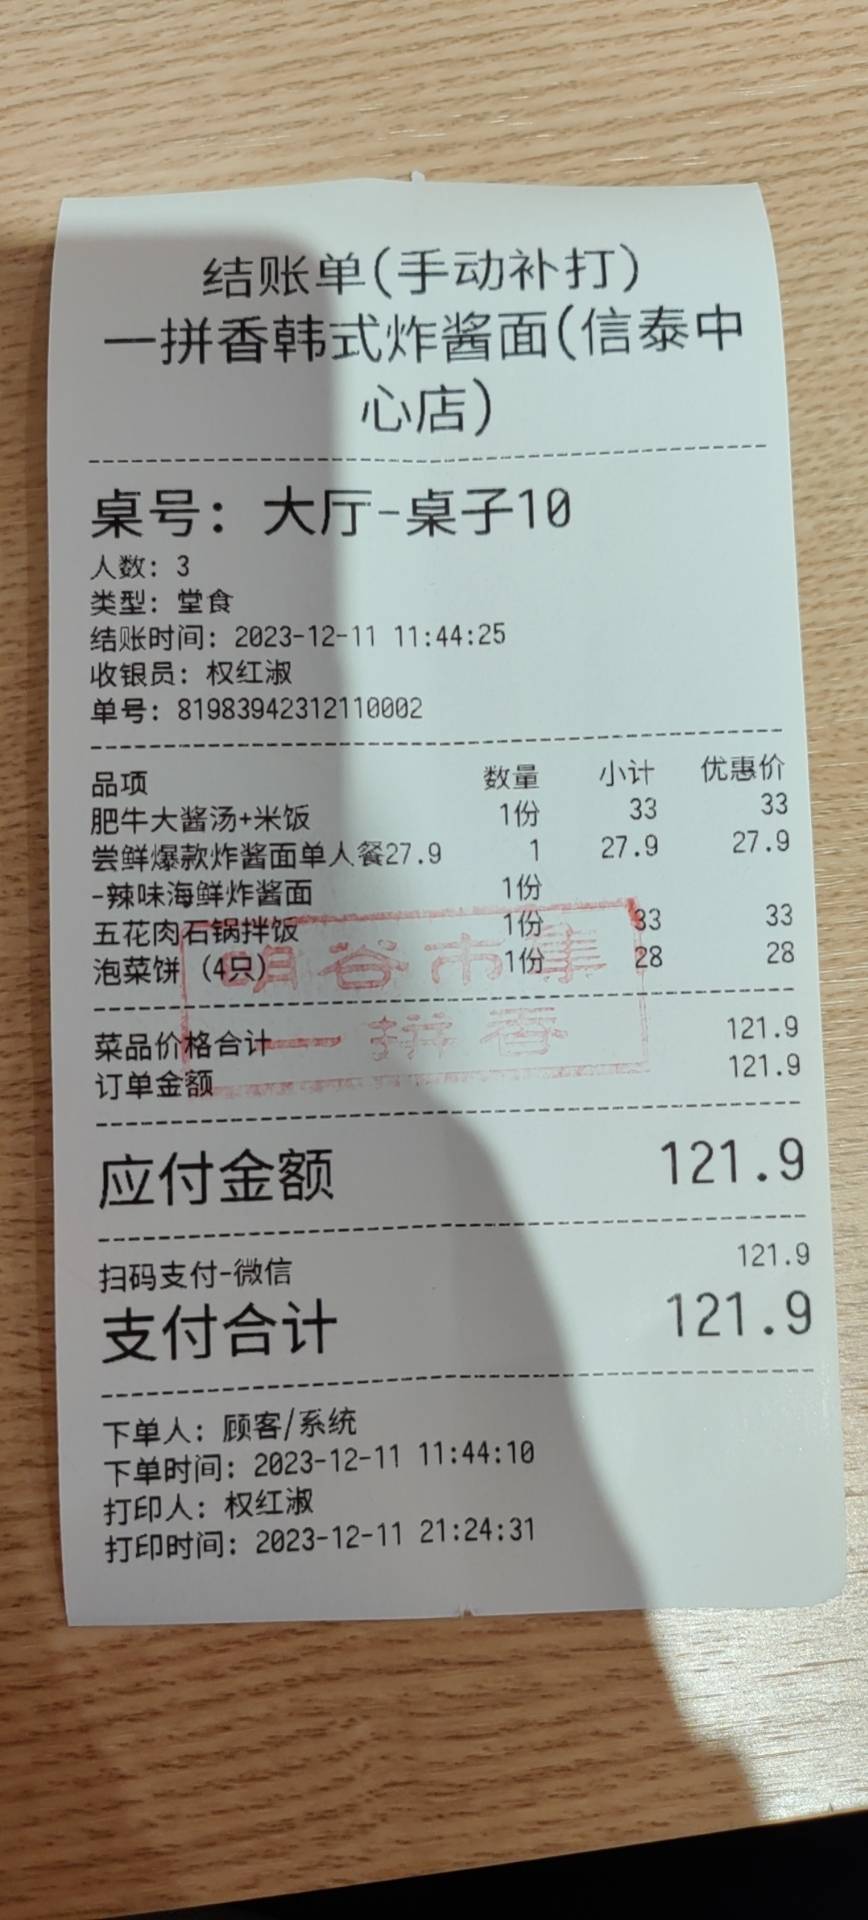 结账单(手动补打)
一拼香韩式炸酱面(信泰中
心店)
桌号: 大厅-桌子10
人数: 3
类型: 堂食
结账时间: 2023-12-11 11:44:25
收银员: 权红淑
单号: 81983942312110002
品项 数量 小计 优惠价
肥牛大酱汤+米饭 1份 33 33
尝鲜爆款炸酱面单人餐27.9 1 27.9 27.9
-辣味海鲜炸酱面 1份
五花肉石锅拌饭 1份 33 33
泡菜饼 (4只) 1份 28 28
明谷市集
一拼香
菜品价格合计 121.9
订单金额 121.9
应付金额 121.9
扫码支付-微信 121.9
支付合计 121.9
下单人: 顾客/系统
下单时间: 2023-12-11 11:44:10
打印人: 权红淑
打印时间: 2023-12-11 21:24:31